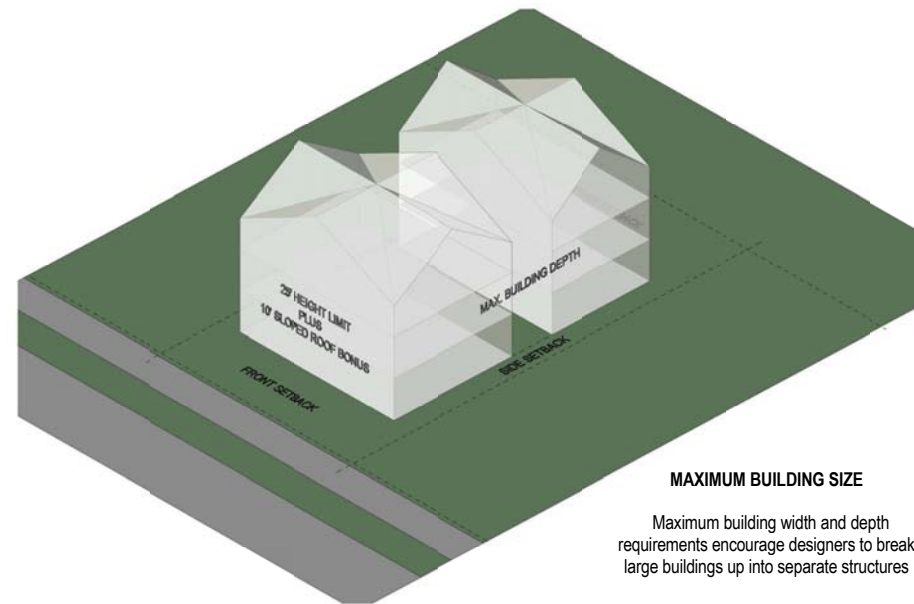 25' HEIGHT LIMIT
PLUS
10' SLOPED ROOF BONUS
MAX. BUILDING DEPTH
FRONT SETBACK
SIDE SETBACK
MAXIMUM BUILDING SIZE
Maximum building width and depth
requirements encourage designers to break
large buildings up into separate structures